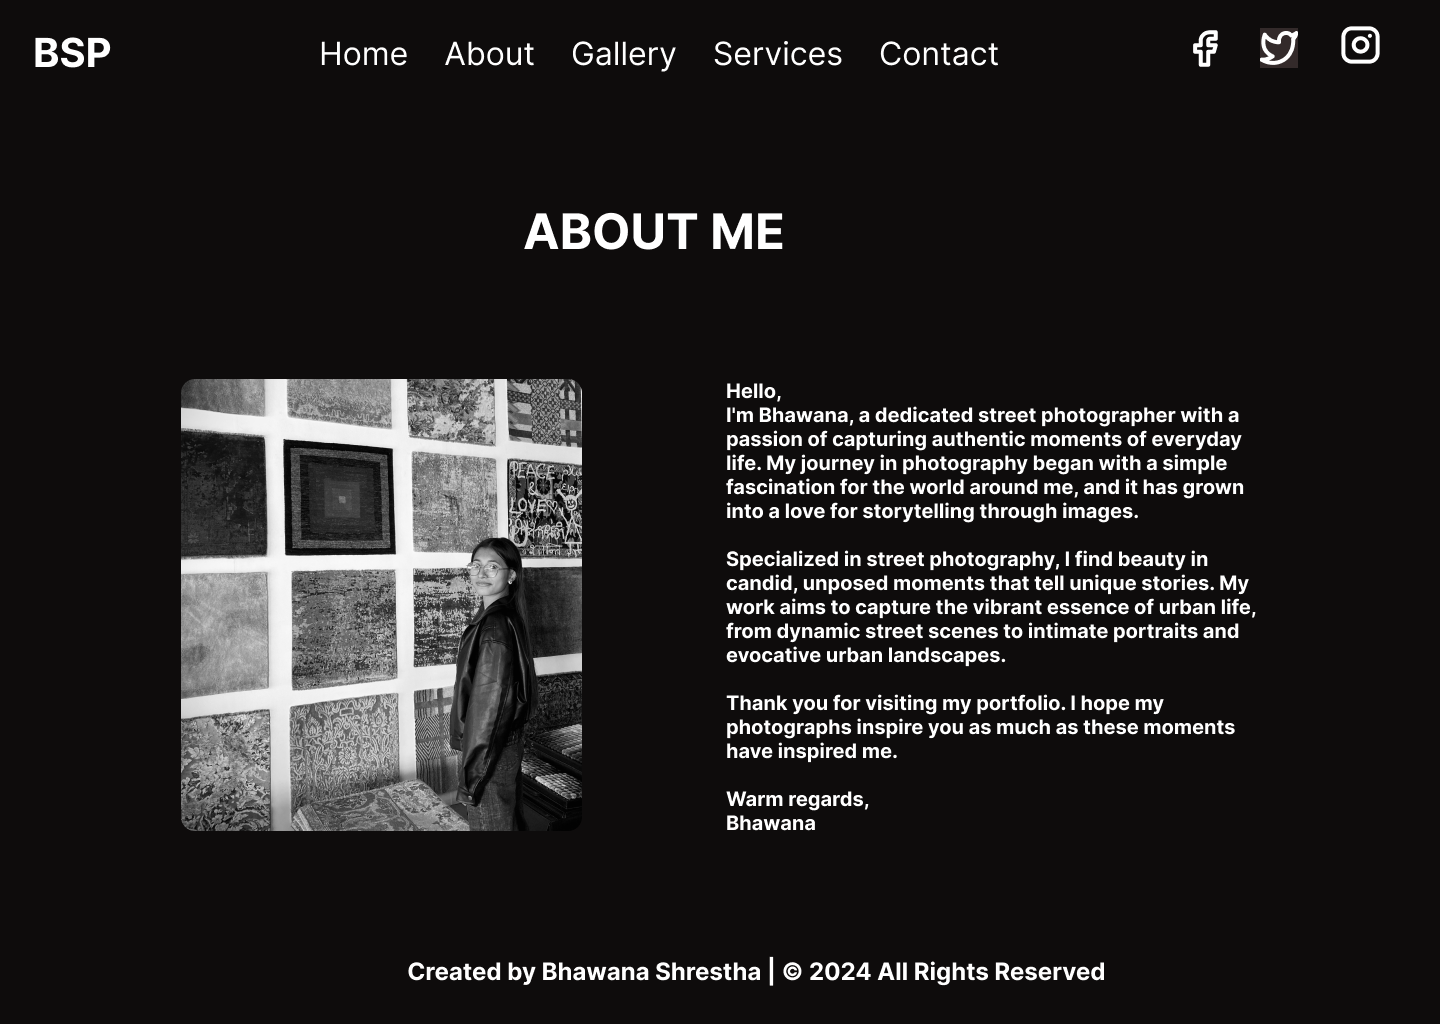 BSP
Home About Gallery Services Contact
ABOUT ME
PEACE
LOVE
Hello,
I'm Bhawana, a dedicated street photographer with a
passion of capturing authentic moments of everyday
life. My journey in photography began with a simple
fascination for the world around me, and it has grown
into a love for storytelling through images.
Specialized in street photography, I find beauty in
candid, unposed moments that tell unique stories. My
work aims to capture the vibrant essence of urban life,
from dynamic street scenes to intimate portraits and
evocative urban landscapes.
Thank you for visiting my portfolio. I hope my
photographs inspire you as much as these moments
have inspired me.
Warm regards,
Bhawana
Created by Bhawana Shrestha | © 2024 All Rights Reserved